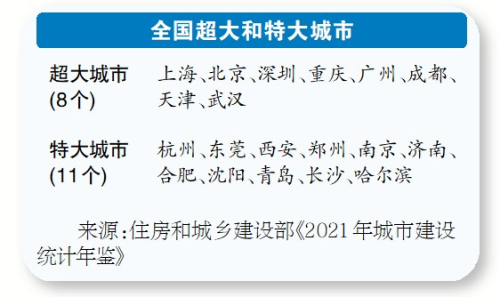 全国超大和特大城市
超大城市 上海、北京、深圳、重庆、广州、成都、
(8个) 天津、武汉
特大城市 杭州、东莞、西安、郑州、南京、济南、
(11个) 合肥、沈阳、青岛、长沙、哈尔滨
来源:住房和城乡建设部《2021年城市建设
统计年鉴》